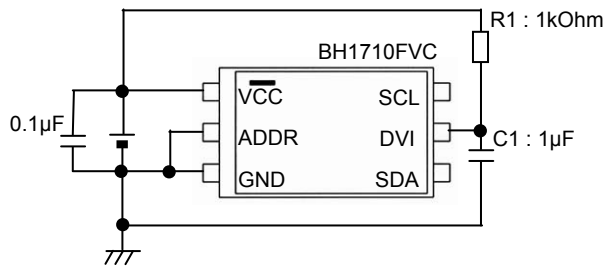 R1 : 1kOhm
BH1710FVC
VCC
SCL
0.1µF
ADDR
DVI
C1 : 1µF
GND
SDA